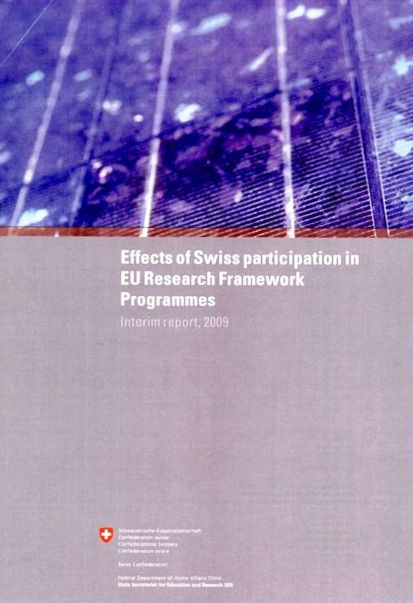 Effects of Swiss participation in
EU Research Framework
Programmes
Interim report, 2009
Schweizerische Eidgenossenschaft
Confédération suisse
Confederazione Svizzera
Confederaziun svizra
Swiss Confederation
Federal Department of Home Affairs FDHA
State Secretariat for Education and Research SER